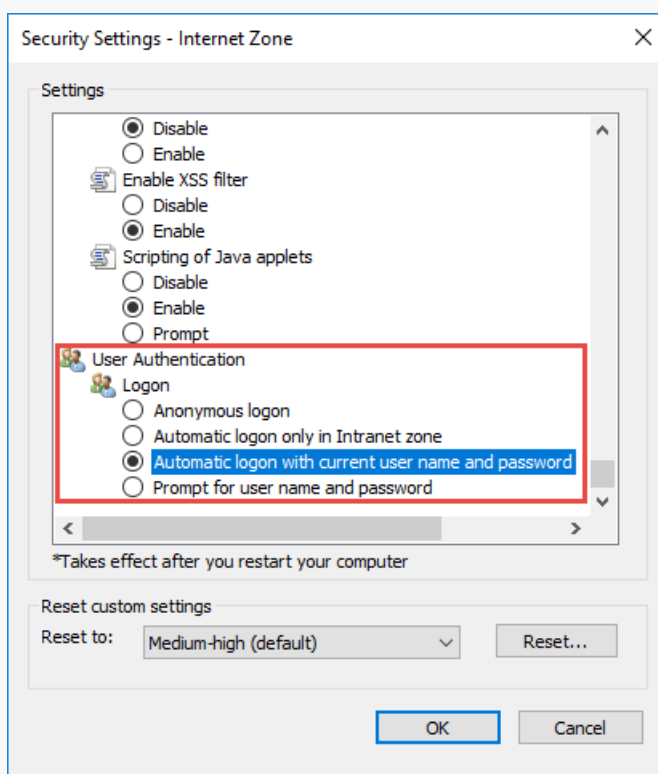 Security Settings - Internet Zone
Settings
Disable
Enable
Enable XSS filter
Disable
Enable
Scripting of Java applets
Disable
Enable
Prompt
User Authentication
Logon
Anonymous logon
Automatic logon only in Intranet zone
Automatic logon with current user name and password
Prompt for user name and password
*Takes effect after you restart your computer
Reset custom settings
Reset to: Medium-high (default) Reset...
OK Cancel